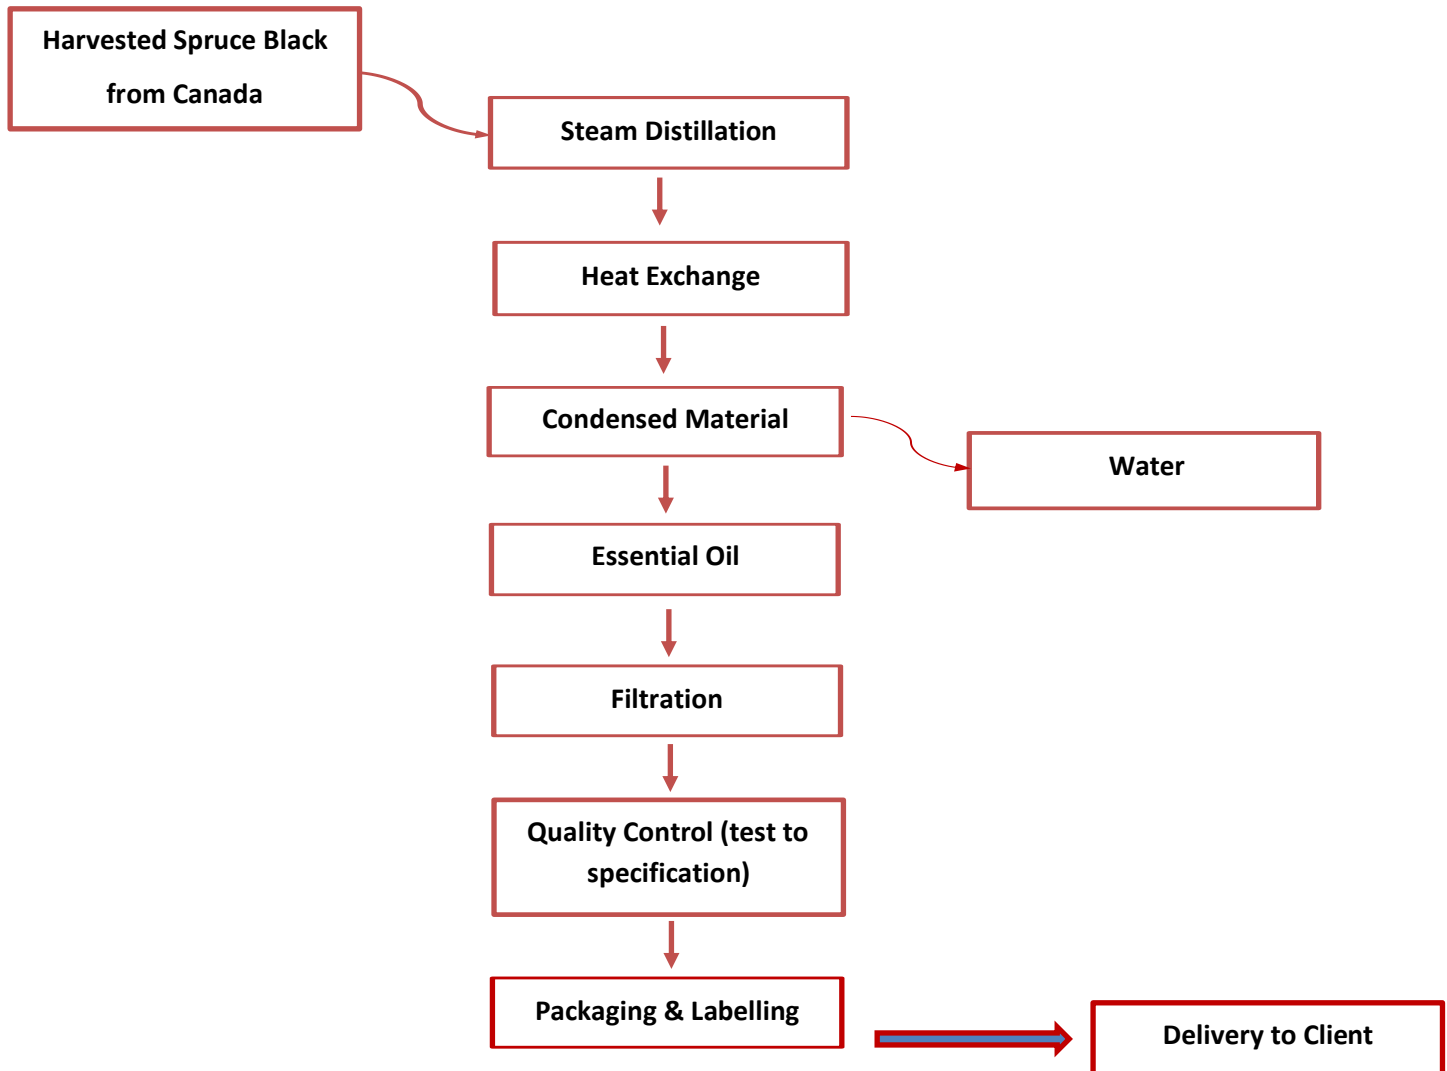 Harvested Spruce Black
from Canada
Steam Distillation
Heat Exchange
Condensed Material
Water
Essential Oil
Filtration
Quality Control (test to
specification)
Packaging & Labelling
Delivery to Client